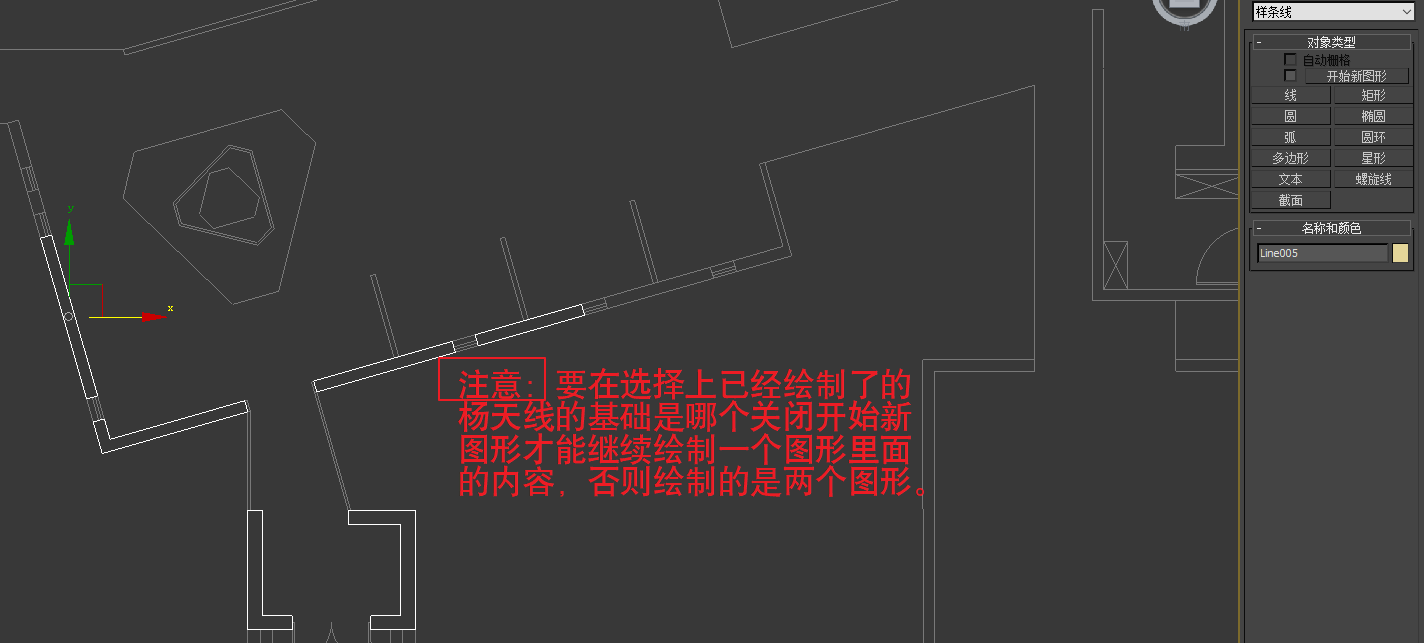 样条线
- 对象类型
自动栅格
开始新图形
线 矩形
圆 椭圆
弧 圆环
多边形 星形
文本 螺旋线
截面
- 名称和颜色
Line005
南
y
x
注意：要在选择上已经绘制了的
杨天线的基础是哪个关闭开始新
图形才能继续绘制一个图形里面
的内容，否则绘制的是两个图形。